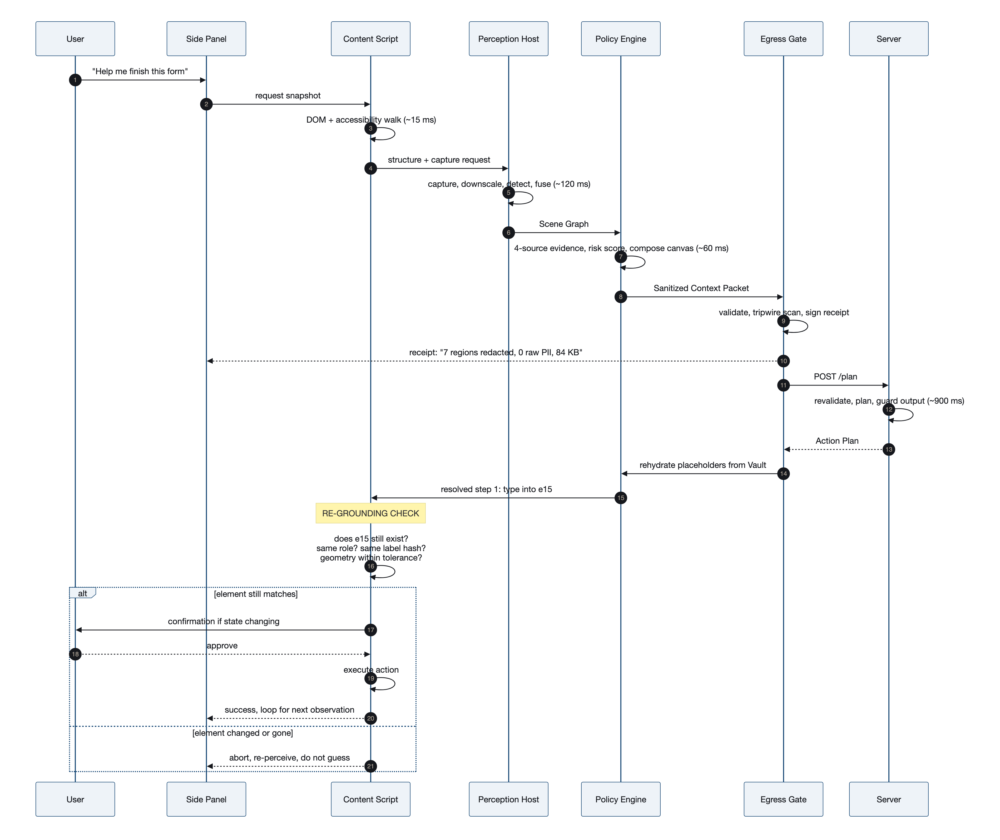 User
Side Panel
Content Script
Perception Host
Policy Engine
Egress Gate
Server
"Help me finish this form"
1
request snapshot
2
DOM + accessibility walk (~15 ms)
3
structure + capture request
4
capture, downscale, detect, fuse (~120 ms)
5
Scene Graph
6
4-source evidence, risk score, compose canvas (~60 ms)
7
Sanitized Context Packet
8
validate, tripwire scan, sign receipt
9
receipt: "7 regions redacted, 0 raw PII, 84 KB"
10
POST /plan
11
revalidate, plan, guard output (~900 ms)
12
Action Plan
13
rehydrate placeholders from Vault
14
resolved step 1: type into e15
15
RE-GROUNDING CHECK
does e15 still exist?
same role? same label hash?
geometry within tolerance?
16
alt
[element still matches]
confirmation if state changing
17
approve
18
execute action
19
success, loop for next observation
20
[element changed or gone]
abort, re-perceive, do not guess
21
User
Side Panel
Content Script
Perception Host
Policy Engine
Egress Gate
Server